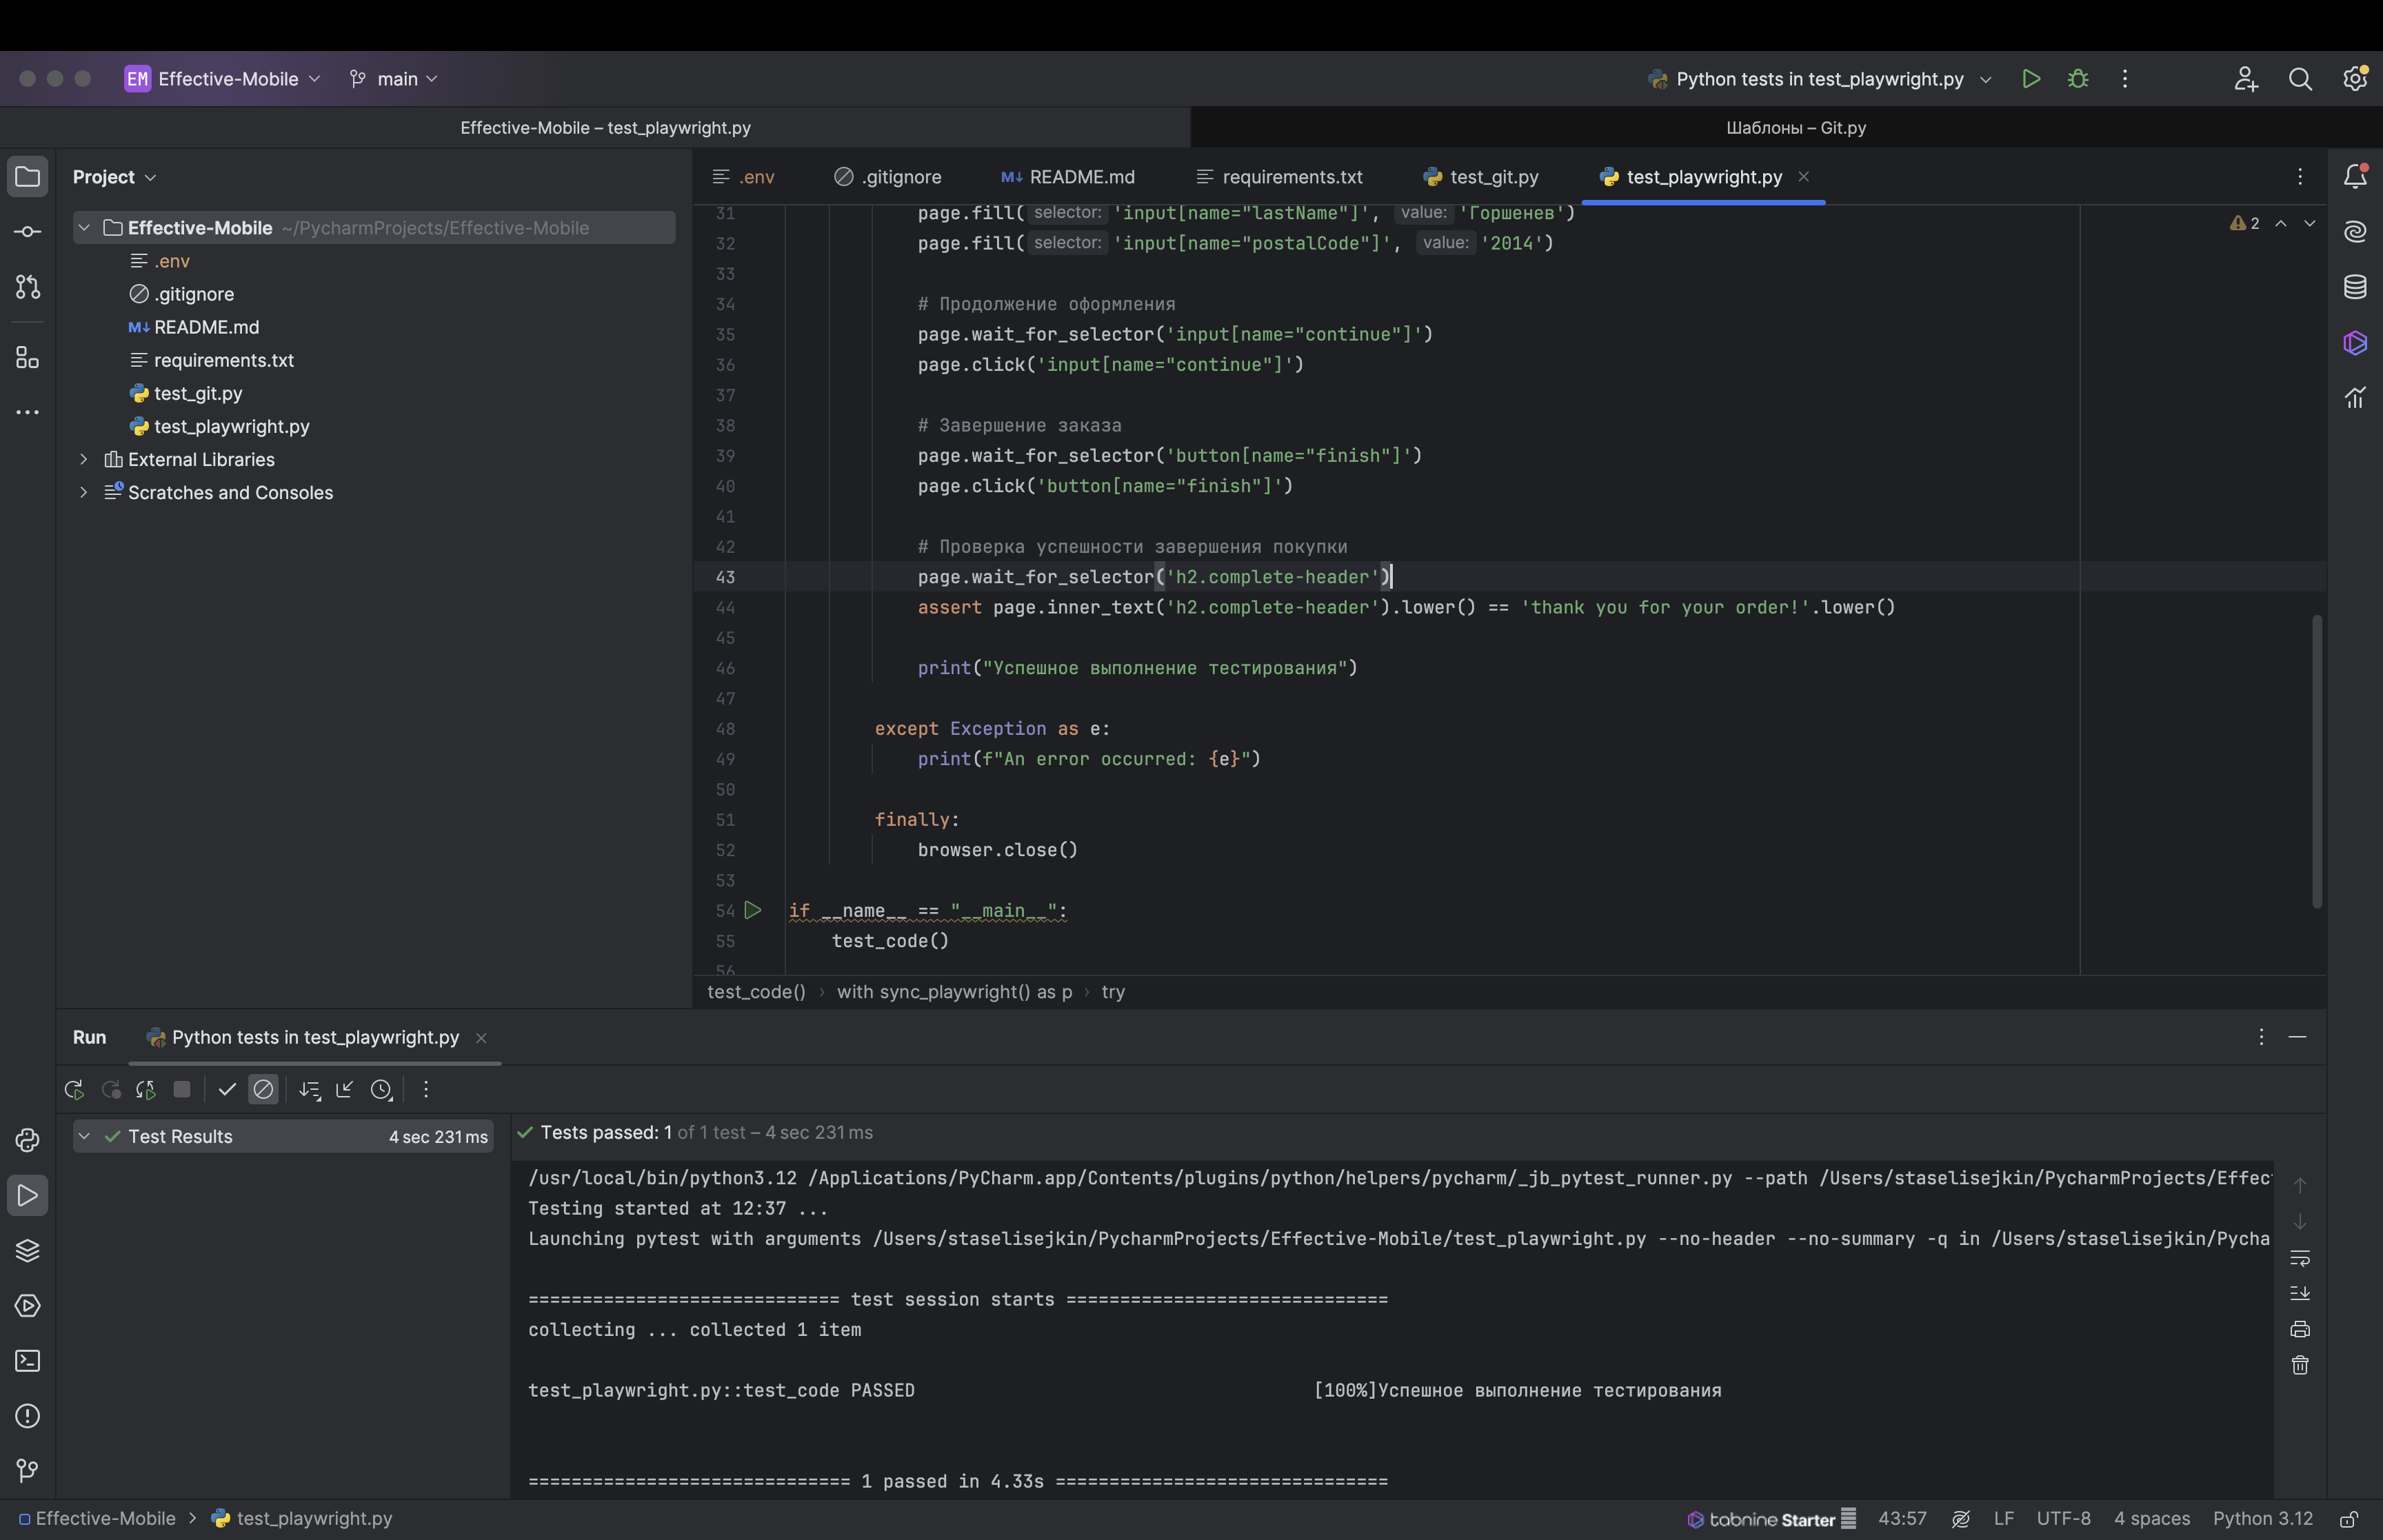 EM Effective-Mobile main Python tests in test_playwright.py
Effective-Mobile – test_playwright.py Шаблоны – Git.py
Project
Effective-Mobile ~/PycharmProjects/Effective-Mobile
.env
.gitignore
README.md
requirements.txt
test_git.py
test_playwright.py
External Libraries
Scratches and Consoles
.env .gitignore M↓ README.md requirements.txt test_git.py test_playwright.py
2
31 page.fill( selector: 'input[name="lastName"]', value: 'Горшенев')
32 page.fill( selector: 'input[name="postalCode"]', value: '2014')
33
34 # Продолжение оформления
35 page.wait_for_selector('input[name="continue"]')
36 page.click('input[name="continue"]')
37
38 # Завершение заказа
39 page.wait_for_selector('button[name="finish"]')
40 page.click('button[name="finish"]')
41
42 # Проверка успешности завершения покупки
43 page.wait_for_selector('h2.complete-header')
44 assert page.inner_text('h2.complete-header').lower() == 'thank you for your order!'.lower()
45
46 print("Успешное выполнение тестирования")
47
48 except Exception as e:
49 print(f"An error occurred: {e}")
50
51 finally:
52 browser.close()
53
54 if __name__ == "__main__":
55 test_code()
56
test_code() › with sync_playwright() as p › try
Run Python tests in test_playwright.py
Test Results 4 sec 231 ms
Tests passed: 1 of 1 test – 4 sec 231 ms
/usr/local/bin/python3.12 /Applications/PyCharm.app/Contents/plugins/python/helpers/pycharm/_jb_pytest_runner.py --path /Users/staselisejkin/PycharmProjects/Effec
Testing started at 12:37 ...
Launching pytest with arguments /Users/staselisejkin/PycharmProjects/Effective-Mobile/test_playwright.py --no-header --no-summary -q in /Users/staselisejkin/Pycha
============================= test session starts ==============================
collecting ... collected 1 item
test_playwright.py::test_code PASSED [100%]Успешное выполнение тестирования
============================== 1 passed in 4.33s ===============================
Effective-Mobile > test_playwright.py tabnine Starter 43:57 LF UTF-8 4 spaces Python 3.12